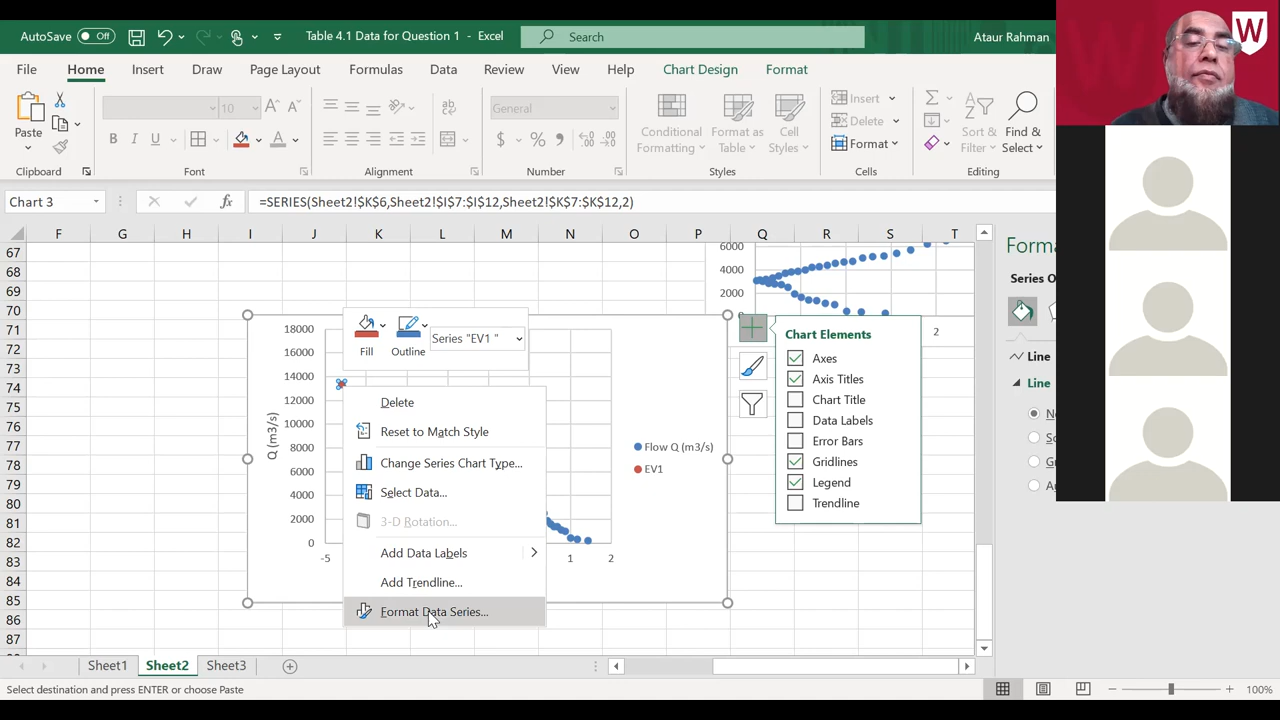 AutoSave Off Table 4.1 Data for Question 1 - Excel Search Ataur Rahman W
File Home Insert Draw Page Layout Formulas Data Review View Help Chart Design Format
Paste 10 General Conditional Formatting Format as Table Cell Styles Insert Delete Format Sort & Filter Find & Select
Clipboard Font Alignment Number Styles Cells Editing
Chart 3 =SERIES(Sheet2!$K$6,Sheet2!$I$7:$I$12,Sheet2!$K$7:$K$12,2)
F G H I J K L M N O P Q R S T
67
68
69
70
71
72
73
74
75
76
77
78
79
80
81
82
83
84
85
86
87
6000
4000
2000
0
2
18000
16000
14000
12000
10000
8000
6000
4000
2000
0
-5 1 2
Q (m3/s)
Flow Q (m3/s)
EV1
Fill Outline Series "EV1 "
Delete
Reset to Match Style
Change Series Chart Type...
Select Data...
3-D Rotation...
Add Data Labels
Add Trendline...
Format Data Series...
Chart Elements
Axes
Axis Titles
Chart Title
Data Labels
Error Bars
Gridlines
Legend
Trendline
Series O
Line
Line
Sheet1 Sheet2 Sheet3
Select destination and press ENTER or choose Paste 100%